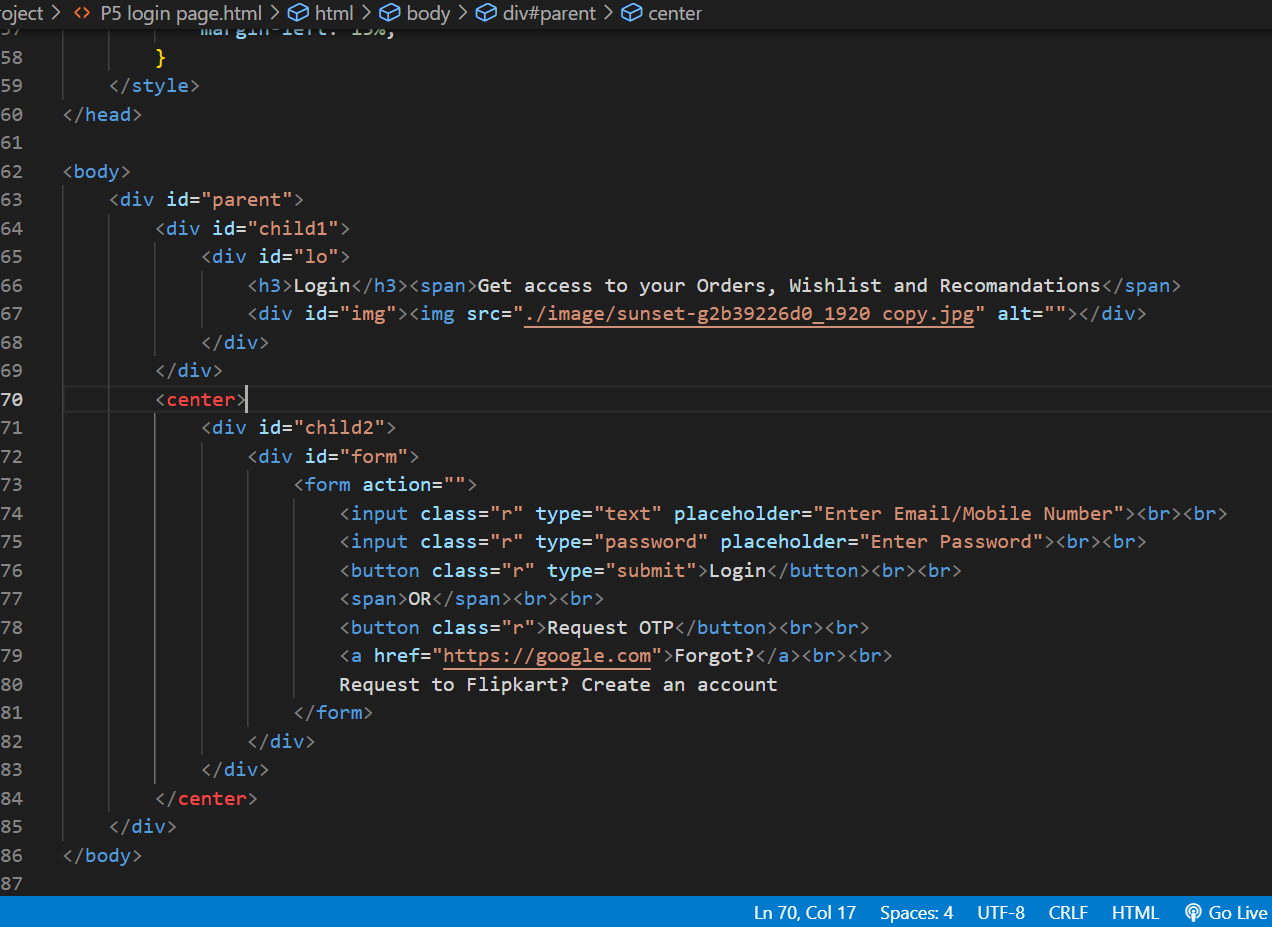 oject > <> P5 login page.html > html > body > div#parent > center
57 margin-left: 15%;
58 }
59 </style>
60 </head>
61
62 <body>
63 <div id="parent">
64 <div id="child1">
65 <div id="lo">
66 <h3>Login</h3><span>Get access to your Orders, Wishlist and Recomandations</span>
67 <div id="img"><img src="./image/sunset-g2b39226d0_1920 copy.jpg" alt=""></div>
68 </div>
69 </div>
70 <center>
71 <div id="child2">
72 <div id="form">
73 <form action="">
74 <input class="r" type="text" placeholder="Enter Email/Mobile Number"><br><br>
75 <input class="r" type="password" placeholder="Enter Password"><br><br>
76 <button class="r" type="submit">Login</button><br><br>
77 <span>OR</span><br><br>
78 <button class="r">Request OTP</button><br><br>
79 <a href="https://google.com">Forgot?</a><br><br>
80 Request to Flipkart? Create an account
81 </form>
82 </div>
83 </div>
84 </center>
85 </div>
86 </body>
87
Ln 70, Col 17 Spaces: 4 UTF-8 CRLF HTML Go Live